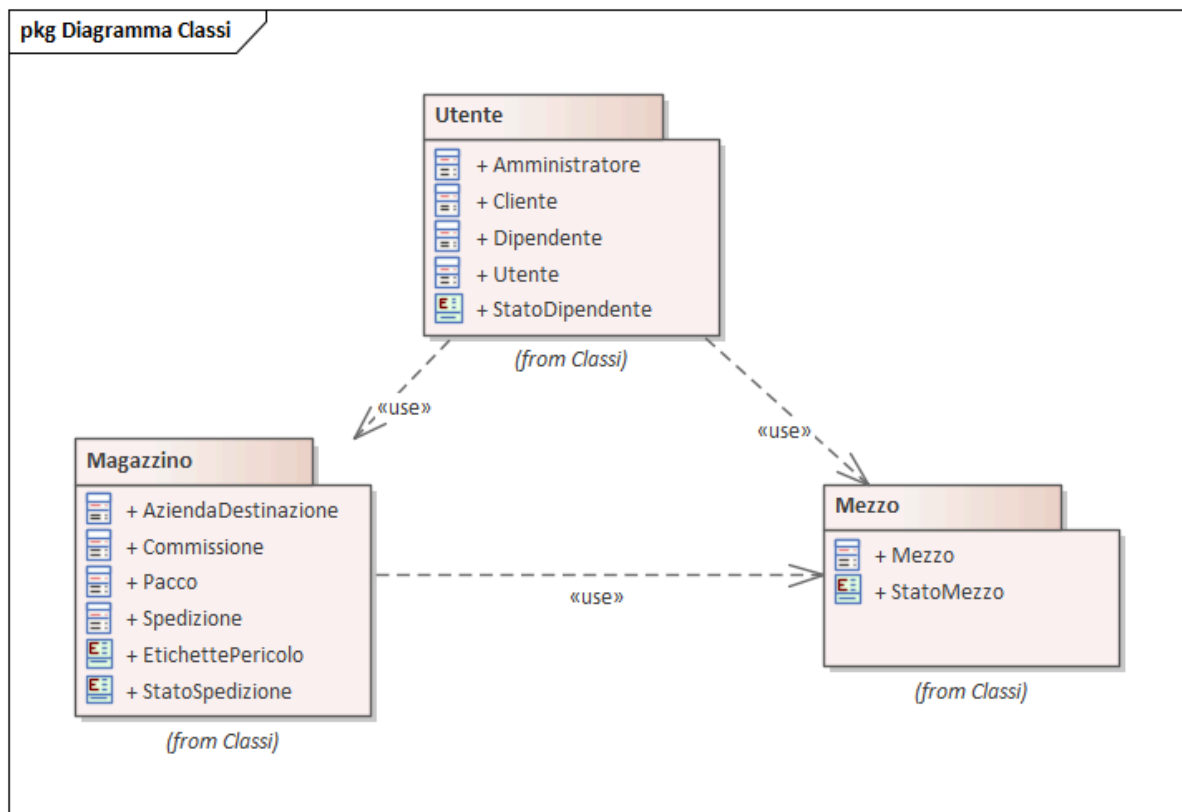 pkg Diagramma Classi
Utente
+ Amministratore
+ Cliente
+ Dipendente
+ Utente
E
+ StatoDipendente
(from Classi)
«use»
«use»
Magazzino
+ AziendaDestinazione
+ Commissione
+ Pacco
+ Spedizione
E
+ EtichettePericolo
E
+ StatoSpedizione
(from Classi)
«use»
Mezzo
+ Mezzo
E
+ StatoMezzo
(from Classi)